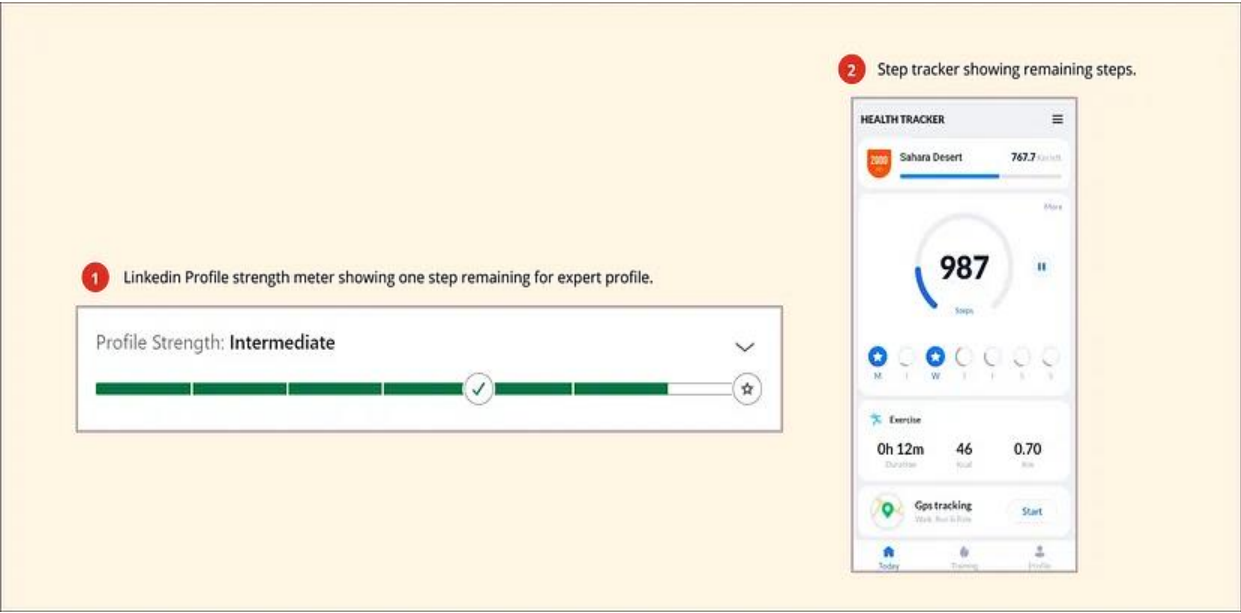 1 Linkedin Profile strength meter showing one step remaining for expert profile.
Profile Strength: Intermediate
2 Step tracker showing remaining steps.
HEALTH TRACKER
2000
Sahara Desert 767.7
More
987
Steps
M T W T F S S
Exercise
0h 12m 46 0.70
Duration Kcal Km
Gps tracking
Start
Today Training Profile